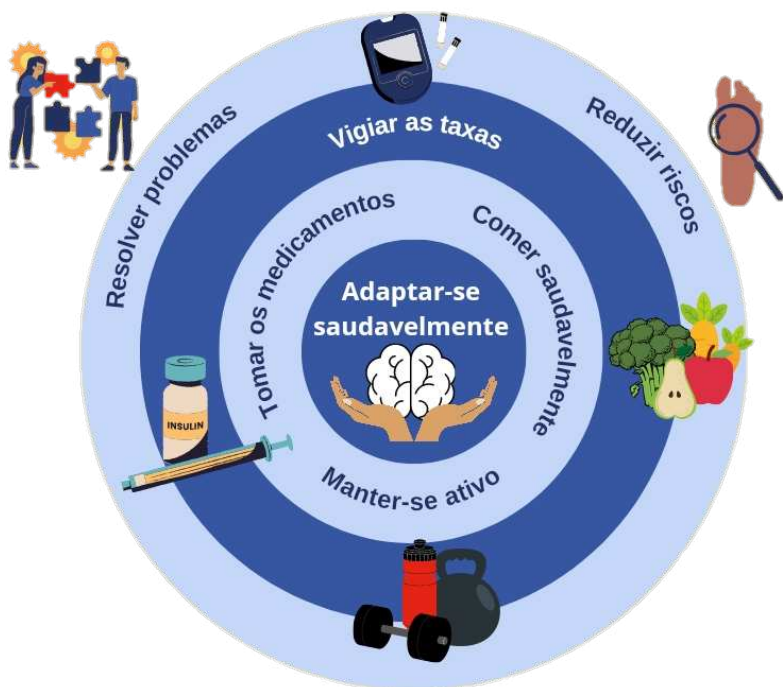 Resolver problemas
Reduzir riscos
Vigiar as taxas
Tomar os medicamentos
Comer saudavelmente
Manter-se ativo
Adaptar-se
saudavelmente
INSULIN